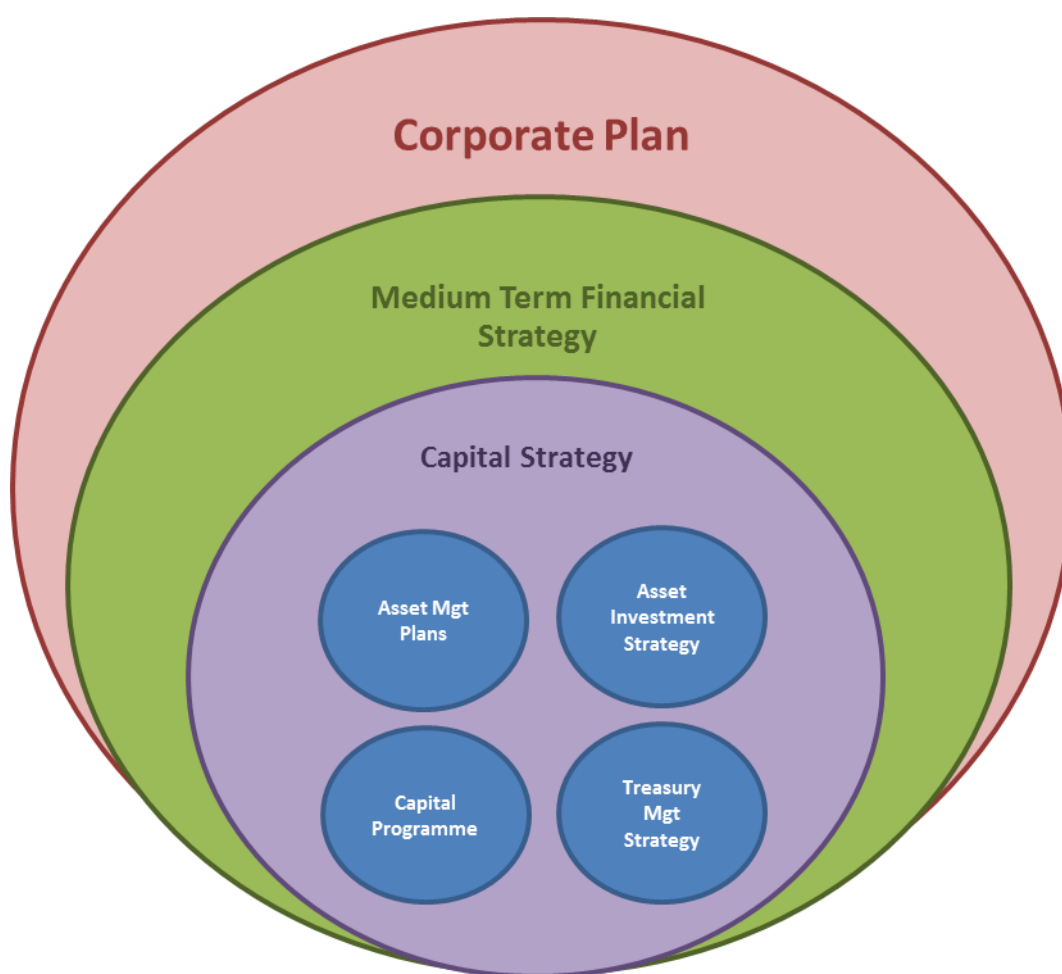 Corporate Plan
Medium Term Financial
Strategy
Capital Strategy
Asset Mgt
Plans
Asset
Investment
Strategy
Capital
Programme
Treasury
Mgt
Strategy